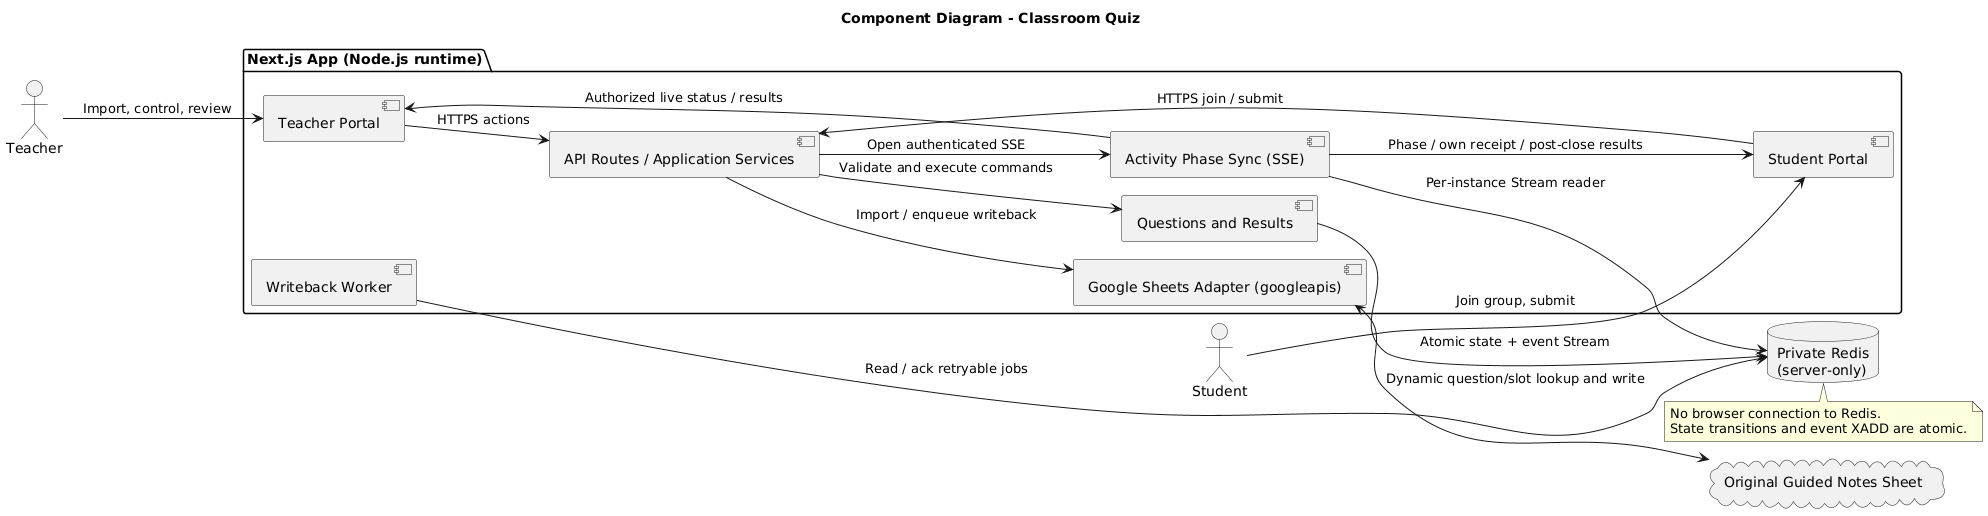 Component Diagram - Classroom Quiz
Next.js App (Node.js runtime)
Teacher
Import, control, review
Teacher Portal
Authorized live status / results
HTTPS actions
API Routes / Application Services
HTTPS join / submit
Open authenticated SSE
Activity Phase Sync (SSE)
Phase / own receipt / post-close results
Student Portal
Validate and execute commands
Per-instance Stream reader
Questions and Results
Import / enqueue writeback
Writeback Worker
Google Sheets Adapter (googleapis)
Join group, submit
Student
Atomic state + event Stream
Read / ack retryable jobs
Dynamic question/slot lookup and write
Private Redis
(server-only)
No browser connection to Redis.
State transitions and event XADD are atomic.
Original Guided Notes Sheet